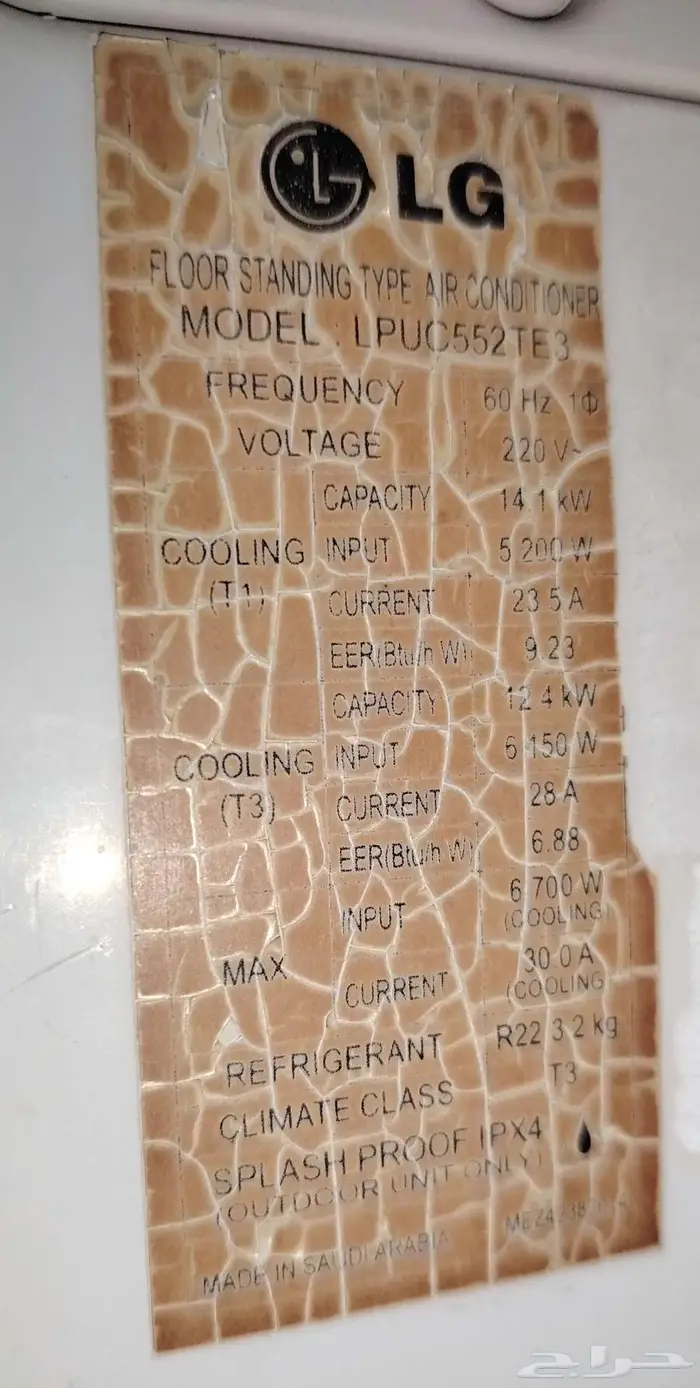 LG
FLOOR STANDING TYPE AIR CONDITIONER
MODEL : LPUC552TE3
FREQUENCY 60 Hz 1Φ
VOLTAGE 220 V~
COOLING (T1) CAPACITY 14.1 kW
INPUT 5 200 W
CURRENT 23.5 A
EER(Btu/h W) 9.23
COOLING (T3) CAPACITY 12.4 kW
INPUT 6 150 W
CURRENT 28 A
EER(Btu/h W) 6.88
MAX INPUT 6 700 W (COOLING)
CURRENT 30.0 A (COOLING
REFRIGERANT R22 3.2 kg
CLIMATE CLASS T3
SPLASH PROOF IPX4
(OUTDOOR UNIT ONLY)
MADE IN SAUDI ARABIA
حراج